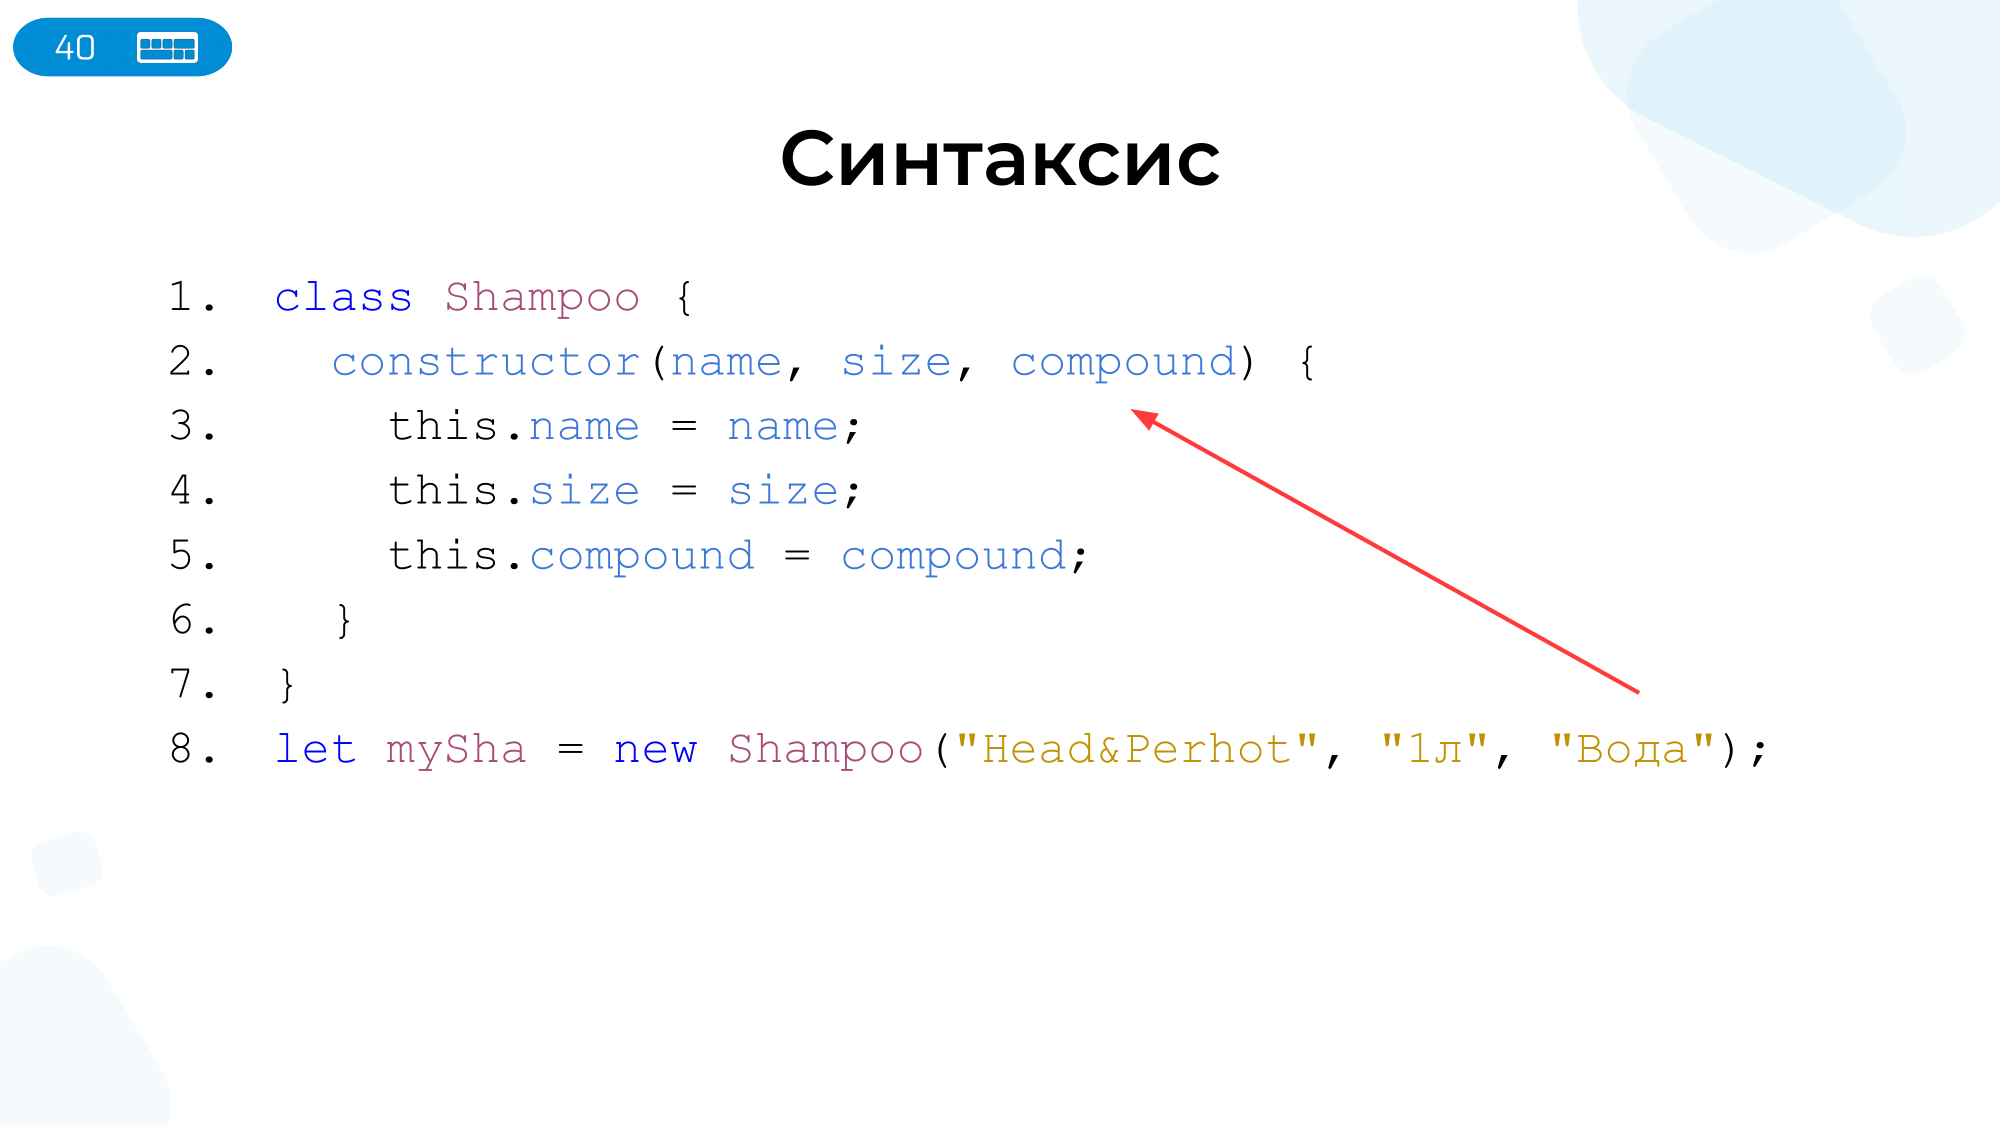 40
Синтаксис
1. class Shampoo {
2. constructor(name, size, compound) {
3. this.name = name;
4. this.size = size;
5. this.compound = compound;
6. }
7. }
8. let mySha = new Shampoo("Head&Perhot", "1л", "Вода");